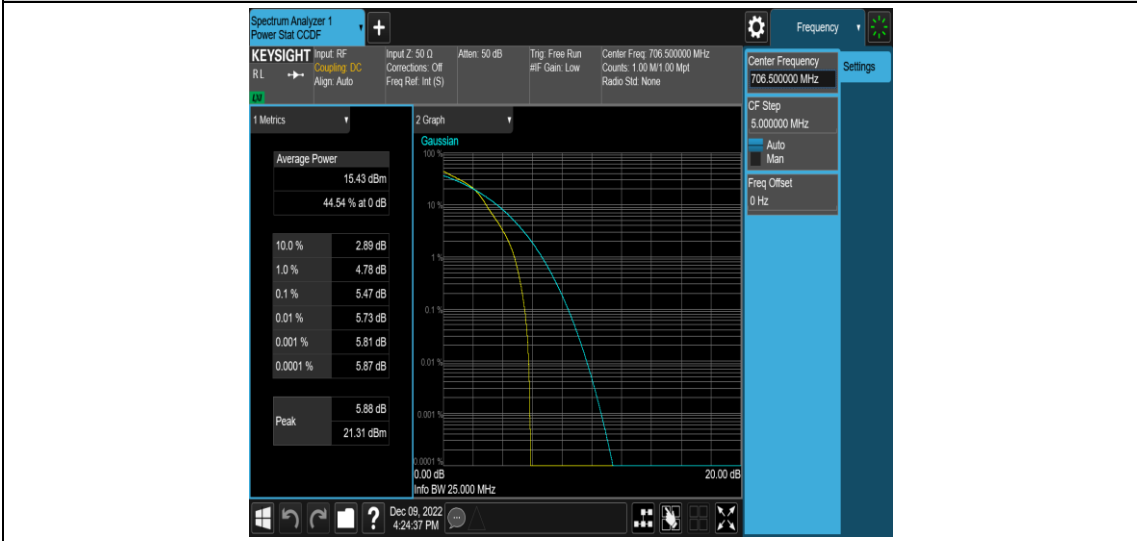 Spectrum Analyzer 1
Power Stat CCDF
+
Frequency
KEYSIGHT
Input: RF
Input Z: 50 Ω
Atten: 50 dB
Trig: Free Run
Center Freq: 706.500000 MHz
RL
Coupling: DC
Corrections: Off
#IF Gain: Low
Counts: 1.00 M/1.00 Mpt
Align: Auto
Freq Ref: Int (S)
Radio Std: None
Center Frequency
706.500000 MHz
Settings
CF Step
5.000000 MHz
Auto
Man
Freq Offset
0 Hz
1 Metrics
Average Power
15.43 dBm
44.54 % at 0 dB
10.0 % 2.89 dB
1.0 % 4.78 dB
0.1 % 5.47 dB
0.01 % 5.73 dB
0.001 % 5.81 dB
0.0001 % 5.87 dB
Peak
5.88 dB
21.31 dBm
2 Graph
Gaussian
100 %
10 %
1 %
0.1 %
0.01 %
0.001 %
0.0001 %
0.00 dB
20.00 dB
Info BW 25.000 MHz
?
Dec 09, 2022
4:24:37 PM